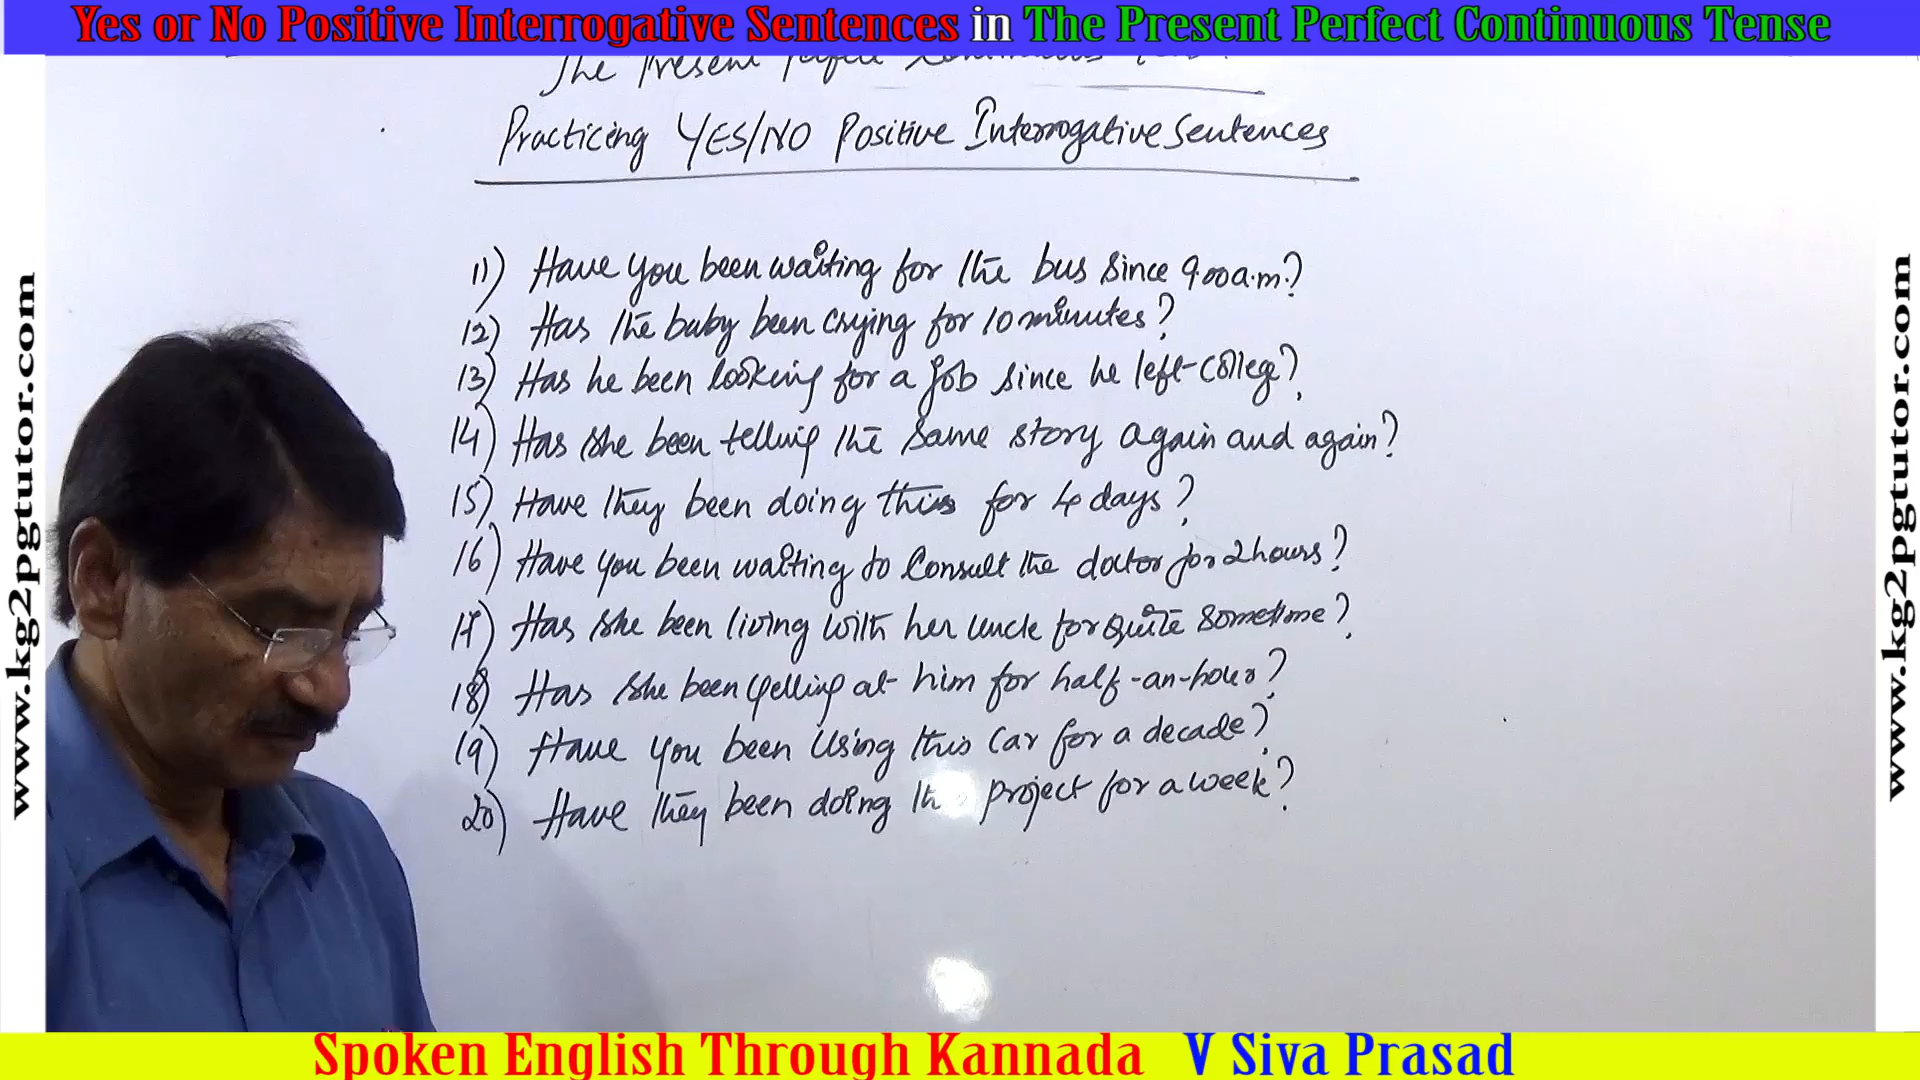 Yes or No Positive Interrogative Sentences in The Present Perfect Continuous Tense
The Present Perfect Continuous
Practicing YES/NO Positive Interrogative Sentences
11) Have you been waiting for the bus since 9.00a.m.?
12) Has the baby been crying for 10 minutes?
13) Has he been looking for a job since he left college?
14) Has she been telling the same story again and again?
15) Have they been doing this for 4 days?
16) Have you been waiting to consult the doctor for 2 hours?
17) Has she been living with her uncle for quite sometime?
18) Has she been yelling at him for half-an-hour?
19) Have you been using this car for a decade?
20) Have they been doing project for a week?
www.kg2pgtutor.com
www.kg2pgtutor.com
Spoken English Through Kannada V Siva Prasad